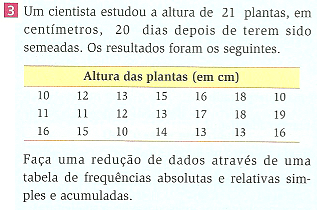 3 Um cientista estudou a altura de 21 plantas, em
centímetros, 20 dias depois de terem sido
semeadas. Os resultados foram os seguintes.
Altura das plantas (em cm)
10 12 13 15 16 18 10
11 11 12 13 17 18 19
16 15 10 14 13 13 16
Faça uma redução de dados através de uma
tabela de frequências absolutas e relativas sim-
ples e acumuladas.